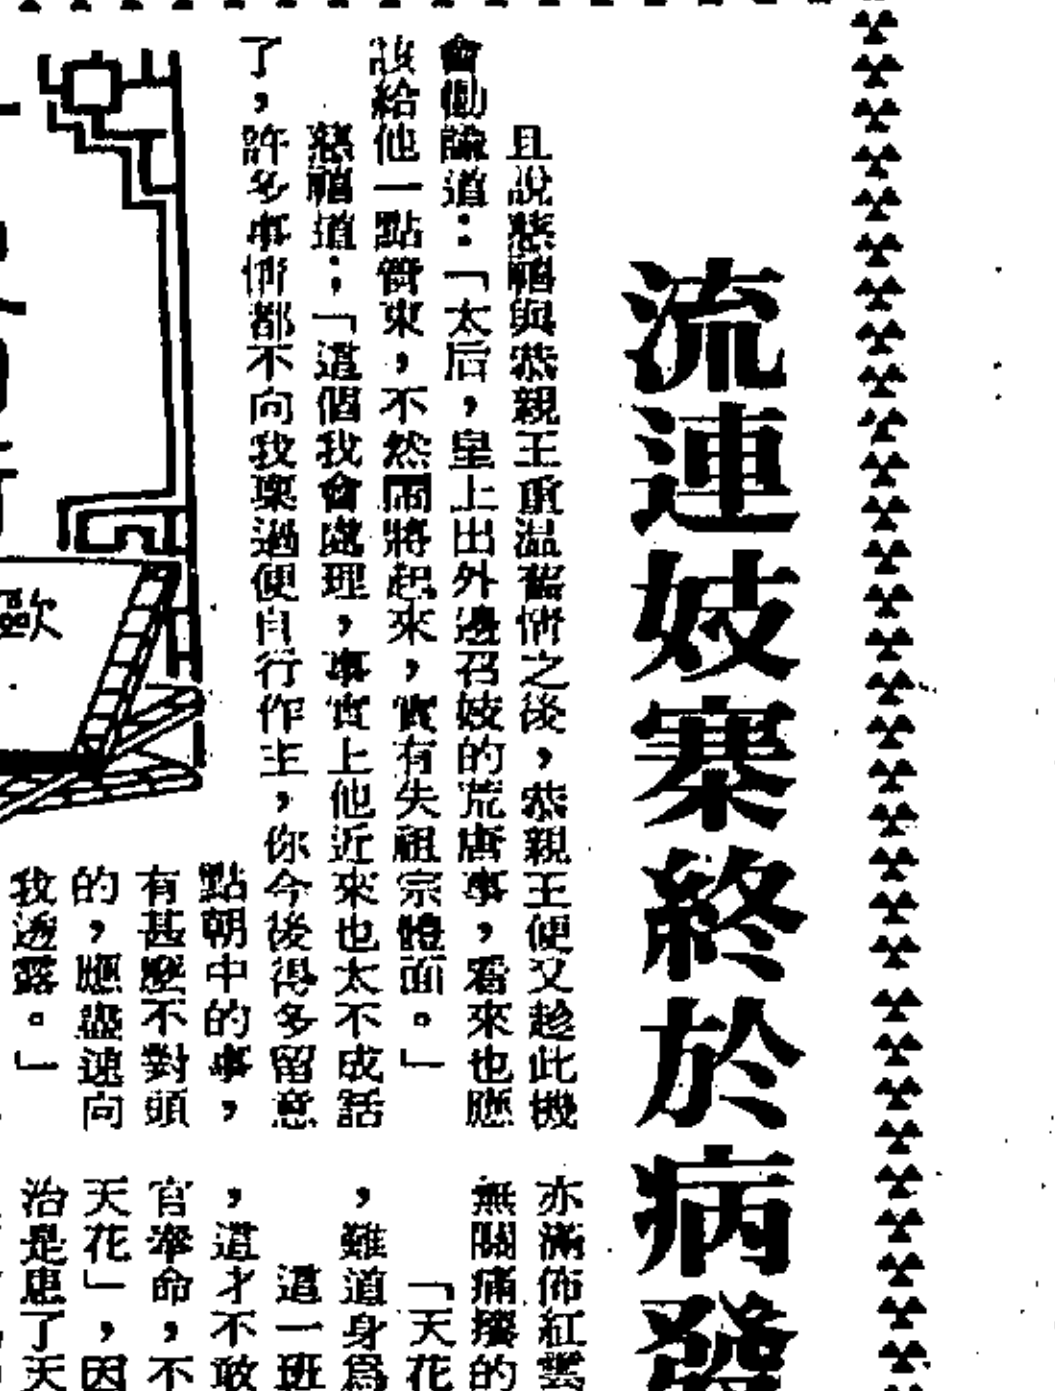 流連妓寨終於病發
且說慈禧與恭親王重温舊情之後，恭親王便又趁此機
會勸諭道：「太后，皇上出外邊召妓的荒唐事，看來也應
該給他一點管束，不然鬧將起來，實有失祖宗體面。」
慈禧道：「這個我會處理，事實上他近來也太不成話
了，許多事情都不向我稟過便自行作主，你今後得多留意
點朝中的事，
有甚麼不對頭
的，應盡速向
我透露。」
亦滿佈紅雲
無關痛癢的
「天花
，難道身爲
這一班
，這才不敢
官奉命，不
天花」，因
治是患了天